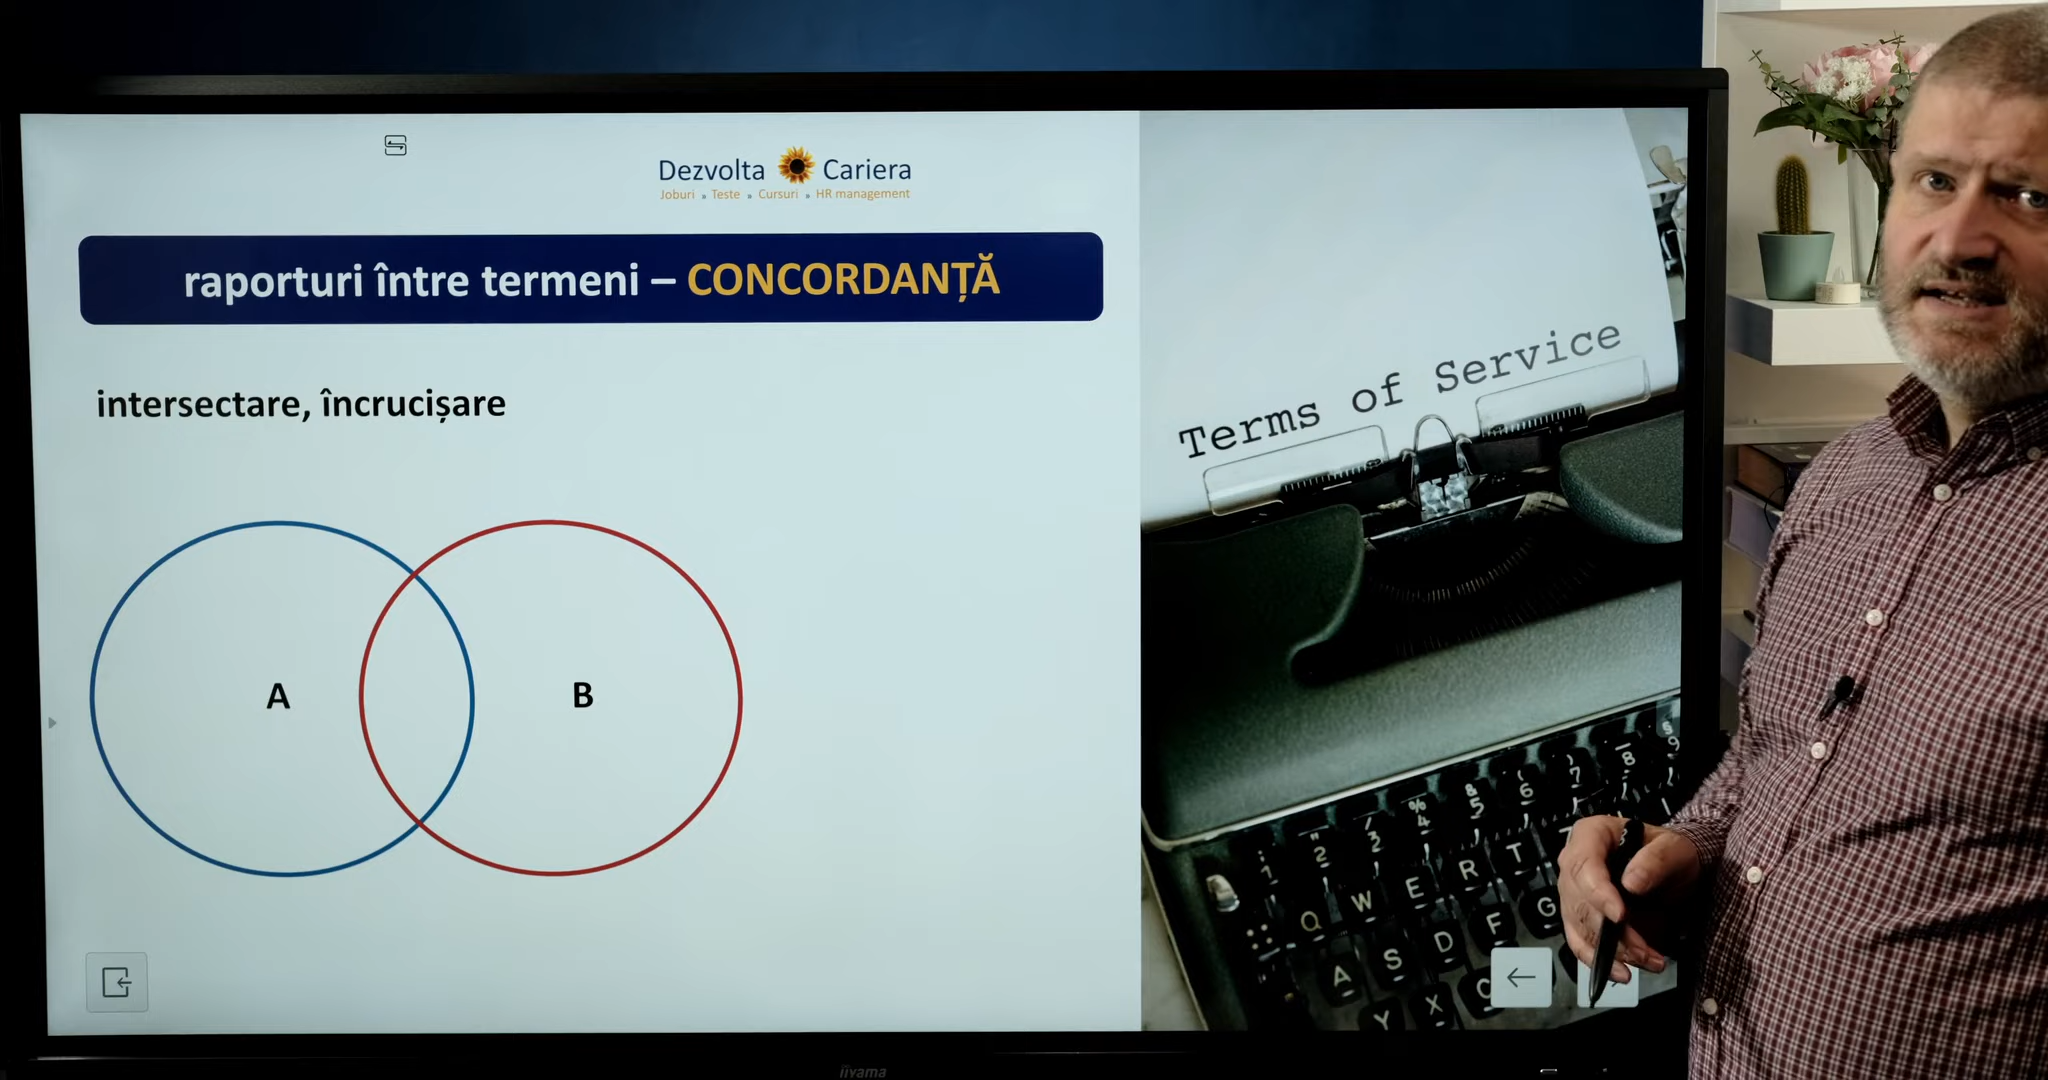 Dezvolta Cariera
Joburi » Teste » Cursuri » HR management
raporturi între termeni – CONCORDANȚĂ
intersectare, încrucișare
A B
Terms of Service
Q W E R T
A S D F G
Y X C
iiyama